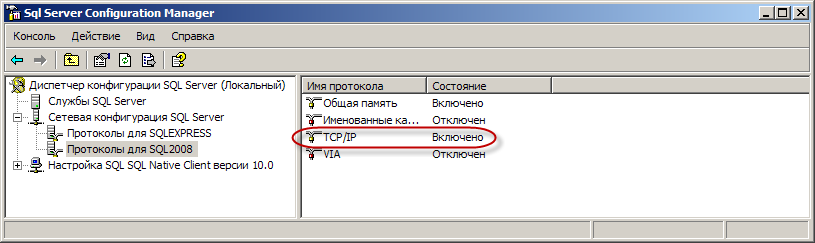 Sql Server Configuration Manager
Консоль Действие Вид Справка
Диспетчер конфигурации SQL Server (Локальный)
Службы SQL Server
Сетевая конфигурация SQL Server
Протоколы для SQLEXPRESS
Протоколы для SQL2008
Настройка SQL SQL Native Client версии 10.0
Имя протокола Состояние
Общая память Включено
Именованные ка... Отключен
TCP/IP Включено
VIA Отключен